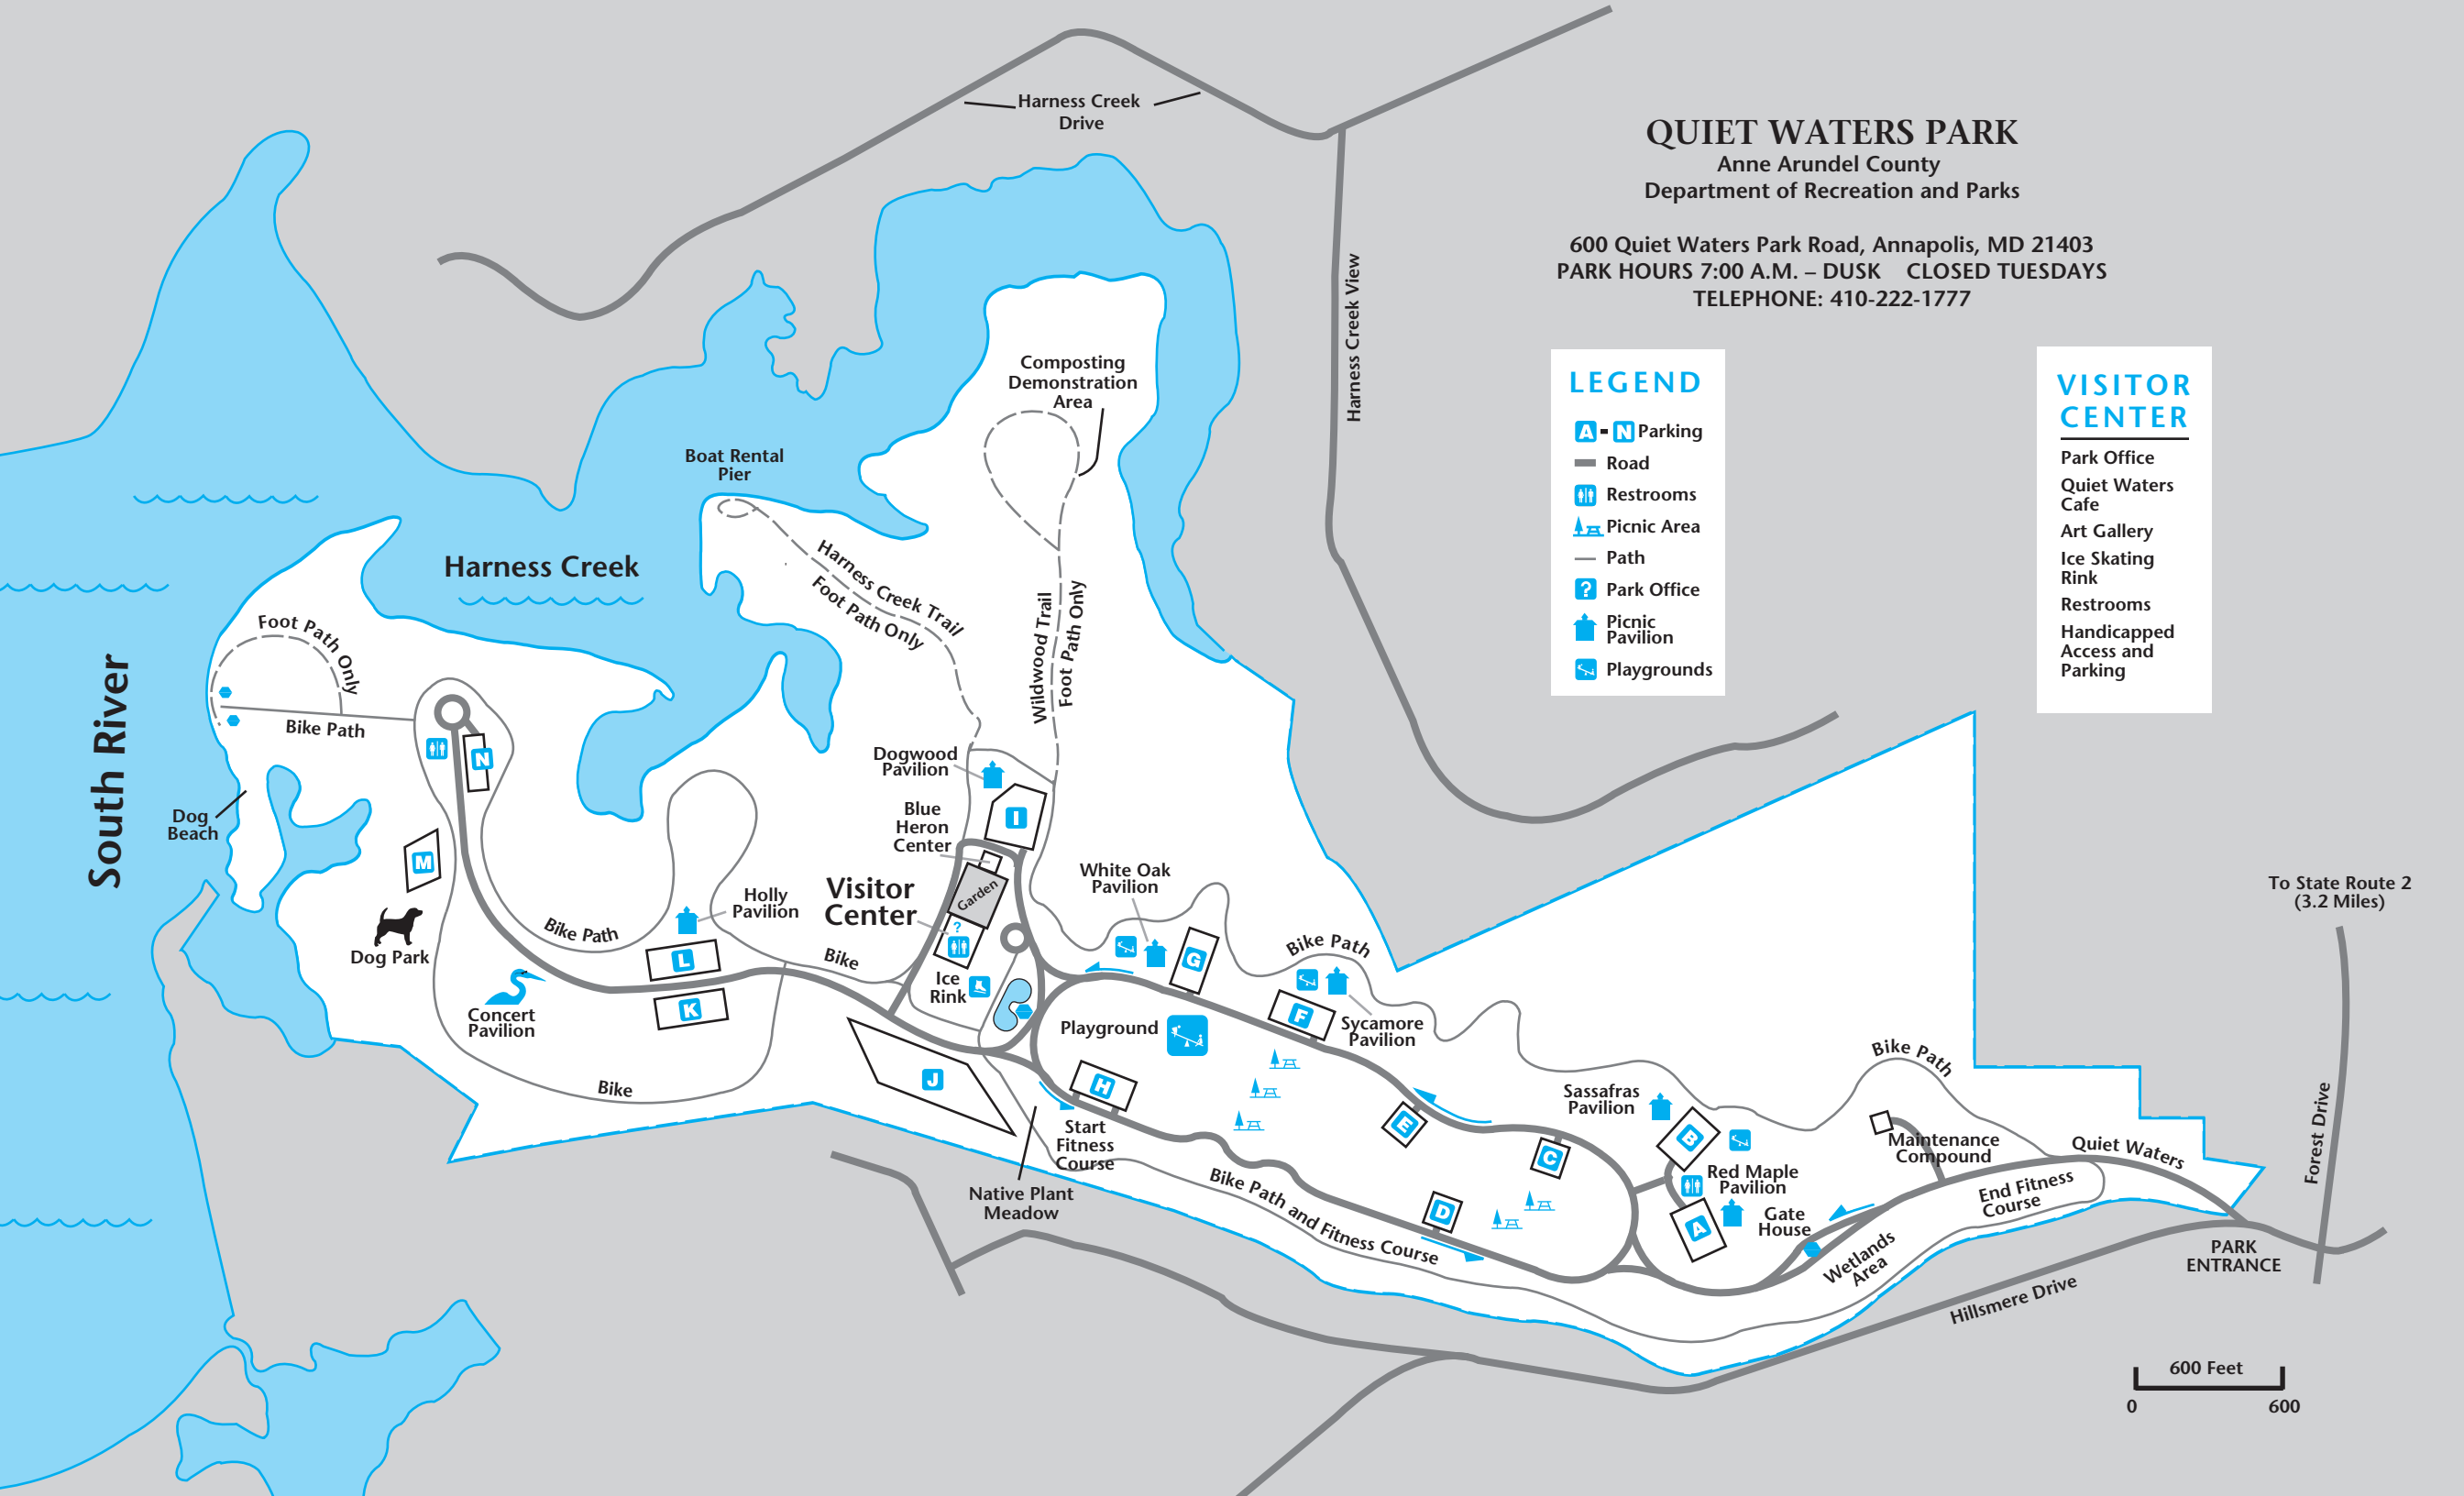 Harness Creek
Drive
QUIET WATERS PARK
Anne Arundel County
Department of Recreation and Parks
600 Quiet Waters Park Road, Annapolis, MD 21403
PARK HOURS 7:00 A.M. – DUSK CLOSED TUESDAYS
TELEPHONE: 410-222-1777
Harness Creek View
LEGEND
A - N Parking
Road
Restrooms
Picnic Area
Path
? Park Office
Picnic
Pavilion
Playgrounds
VISITOR
CENTER
Park Office
Quiet Waters
Cafe
Art Gallery
Ice Skating
Rink
Restrooms
Handicapped
Access and
Parking
Composting
Demonstration
Area
Boat Rental
Pier
Harness Creek
Harness Creek Trail
Foot Path Only
Wildwood Trail
Foot Path Only
Foot Path Only
Bike Path
South River
N
Dog
Beach
M
Dog Park
Concert
Pavilion
Bike Path
Holly
Pavilion
L
K
Bike
Bike
Dogwood
Pavilion
I
Blue
Heron
Center
Garden
Visitor
Center
?
Ice
Rink
J
White Oak
Pavilion
G
Bike Path
F
Sycamore
Pavilion
Playground
H
Start
Fitness
Course
Native Plant
Meadow
Bike Path and Fitness Course
E
C
D
Sassafras
Pavilion
B
Red Maple
Pavilion
A
Gate
House
Bike Path
Maintenance
Compound
Quiet Waters
End Fitness
Course
Wetlands
Area
Hillsmere Drive
PARK
ENTRANCE
Forest Drive
To State Route 2
(3.2 Miles)
600 Feet
0 600